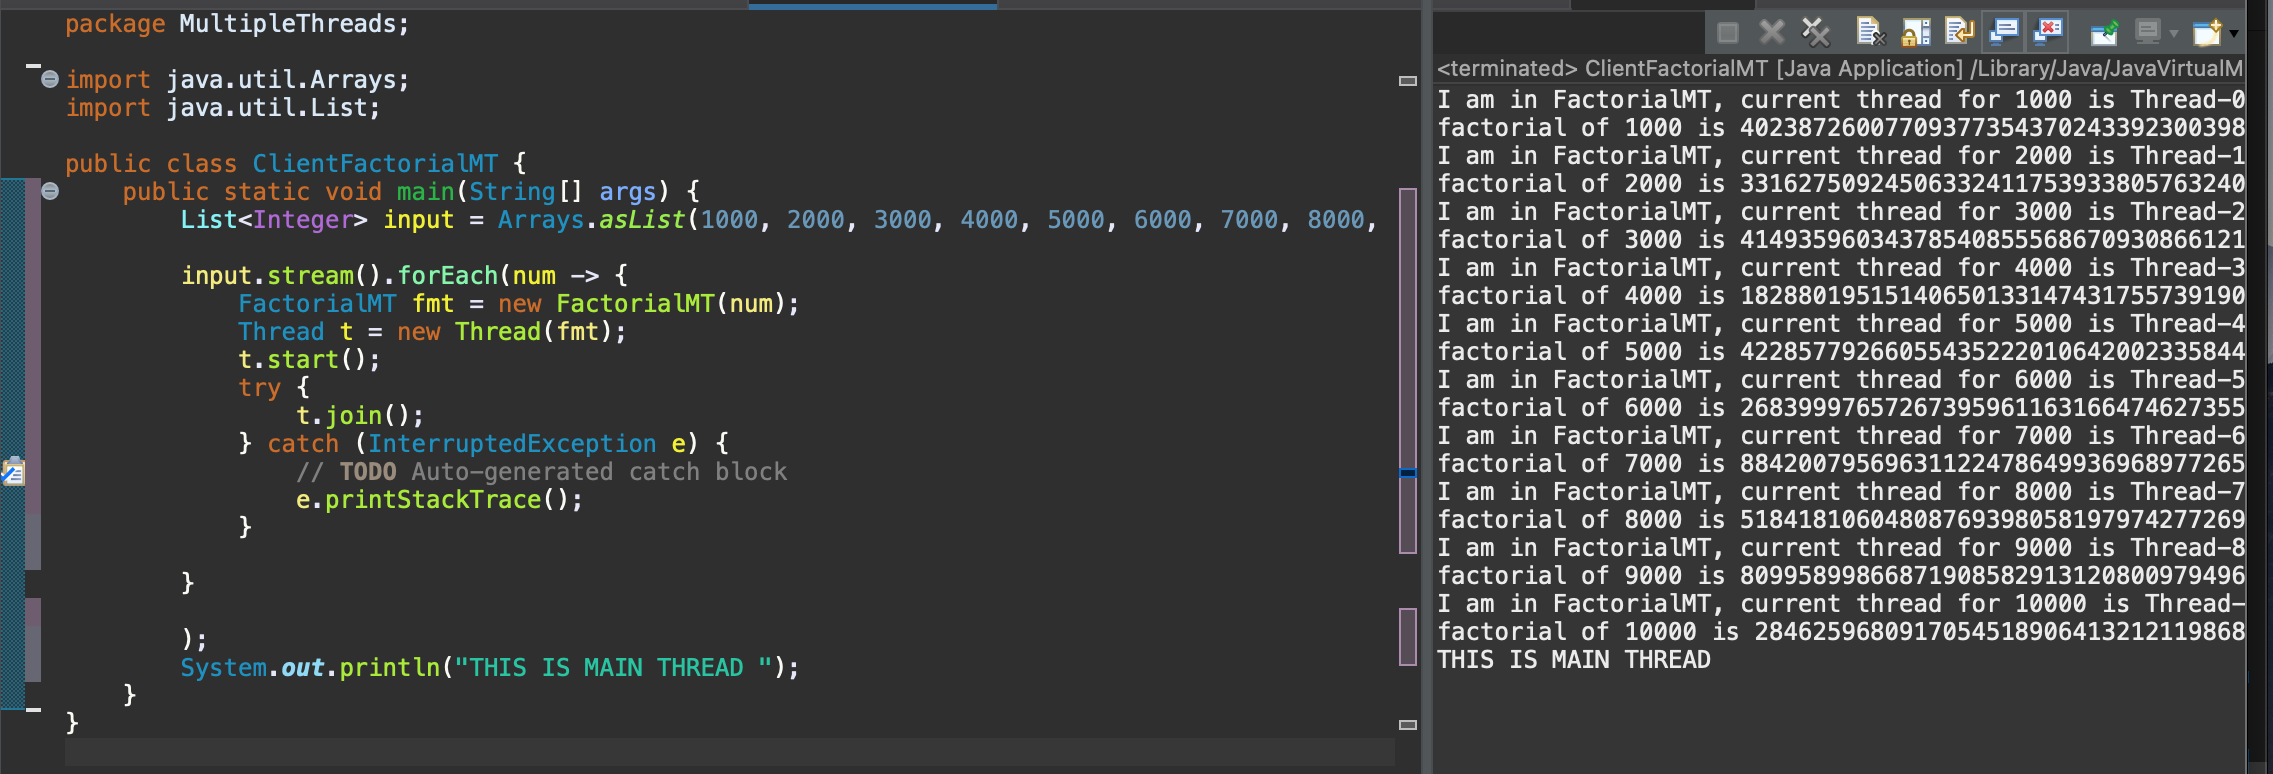 package MultipleThreads;
import java.util.Arrays;
import java.util.List;
public class ClientFactorialMT {
public static void main(String[] args) {
List<Integer> input = Arrays.asList(1000, 2000, 3000, 4000, 5000, 6000, 7000, 8000,
input.stream().forEach(num -> {
FactorialMT fmt = new FactorialMT(num);
Thread t = new Thread(fmt);
t.start();
try {
t.join();
} catch (InterruptedException e) {
// TODO Auto-generated catch block
e.printStackTrace();
}
}
);
System.out.println("THIS IS MAIN THREAD ");
}
}
<terminated> ClientFactorialMT [Java Application] /Library/Java/JavaVirtualM
I am in FactorialMT, current thread for 1000 is Thread-0
factorial of 1000 is 40238726007709377354370243392300398
I am in FactorialMT, current thread for 2000 is Thread-1
factorial of 2000 is 33162750924506332411753933805763240
I am in FactorialMT, current thread for 3000 is Thread-2
factorial of 3000 is 41493596034378540855568670930866121
I am in FactorialMT, current thread for 4000 is Thread-3
factorial of 4000 is 18288019515140650133147431755739190
I am in FactorialMT, current thread for 5000 is Thread-4
factorial of 5000 is 42285779266055435222010642002335844
I am in FactorialMT, current thread for 6000 is Thread-5
factorial of 6000 is 26839997657267395961163166474627355
I am in FactorialMT, current thread for 7000 is Thread-6
factorial of 7000 is 88420079569631122478649936968977265
I am in FactorialMT, current thread for 8000 is Thread-7
factorial of 8000 is 51841810604808769398058197974277269
I am in FactorialMT, current thread for 9000 is Thread-8
factorial of 9000 is 80995899866871908582913120800979496
I am in FactorialMT, current thread for 10000 is Thread-
factorial of 10000 is 2846259680917054518906413212119868
THIS IS MAIN THREAD